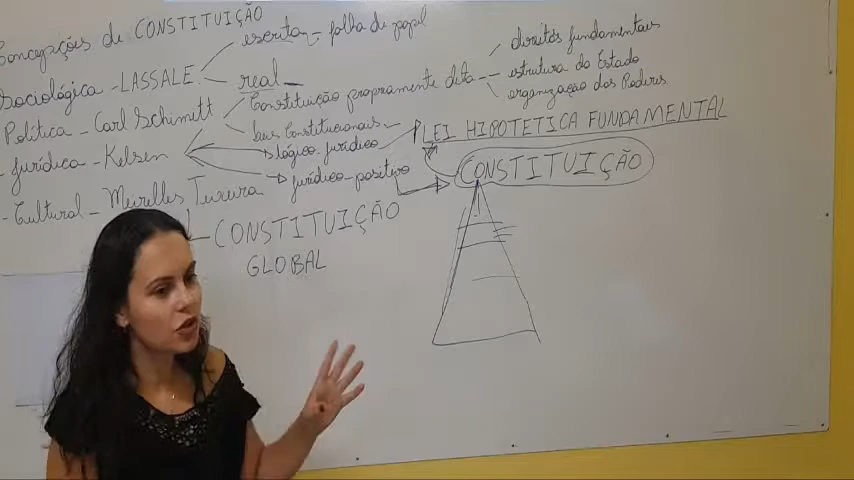 Concepções de CONSTITUIÇÃO
Sociológica - LASSALE
escrita - folha de papel
real
Política - Carl Schimett
Constituição propriamente dita
direitos fundamentais
estrutura do Estado
organização dos Poderes
leis Constitucionais
Jurídica - Kelsen
lógico-jurídico
LEI HIPOTETICA FUNDAMENTAL
jurídico-positivo
CONSTITUIÇÃO
- Cultural - Meirelles Teixeira
CONSTITUIÇÃO
GLOBAL